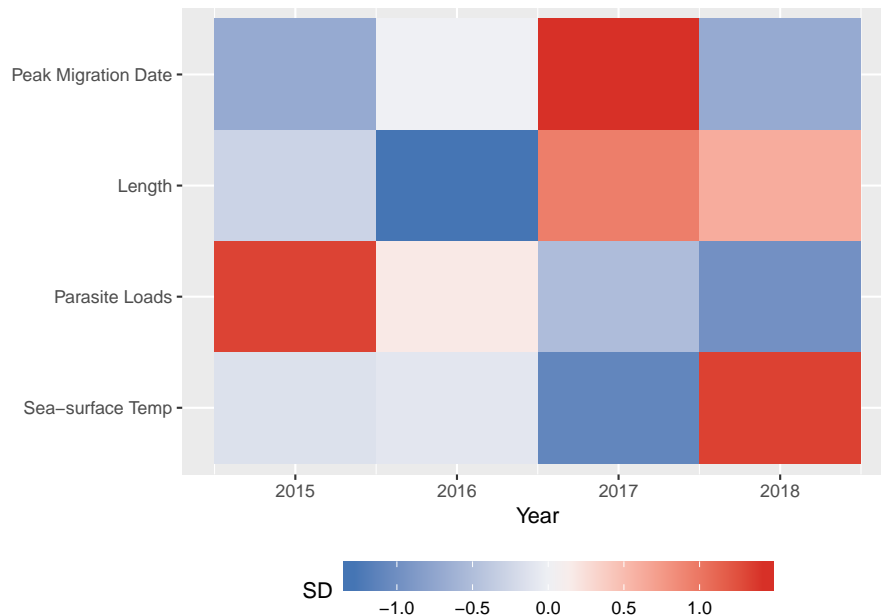 Peak Migration Date
Length
Parasite Loads
Sea−surface Temp
2015 2016 2017 2018
Year
SD
−1.0 −0.5 0.0 0.5 1.0